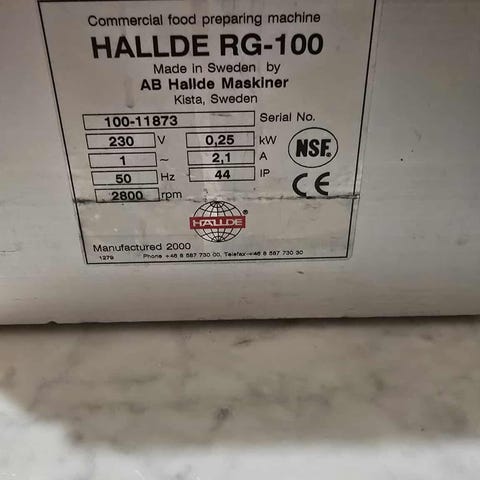 Commercial food preparing machine
HALLDE RG-100
Made in Sweden by
AB Hallde Maskiner
Kista, Sweden
100-11873 Serial No.
230 V 0,25 kW
1 ~ 2,1 A
50 Hz 44 IP
2800 rpm
NSF®
CE
HALLDE
Manufactured 2000
1279 Phone +46 8 587 730 00, Telefax +46 8 587 730 30